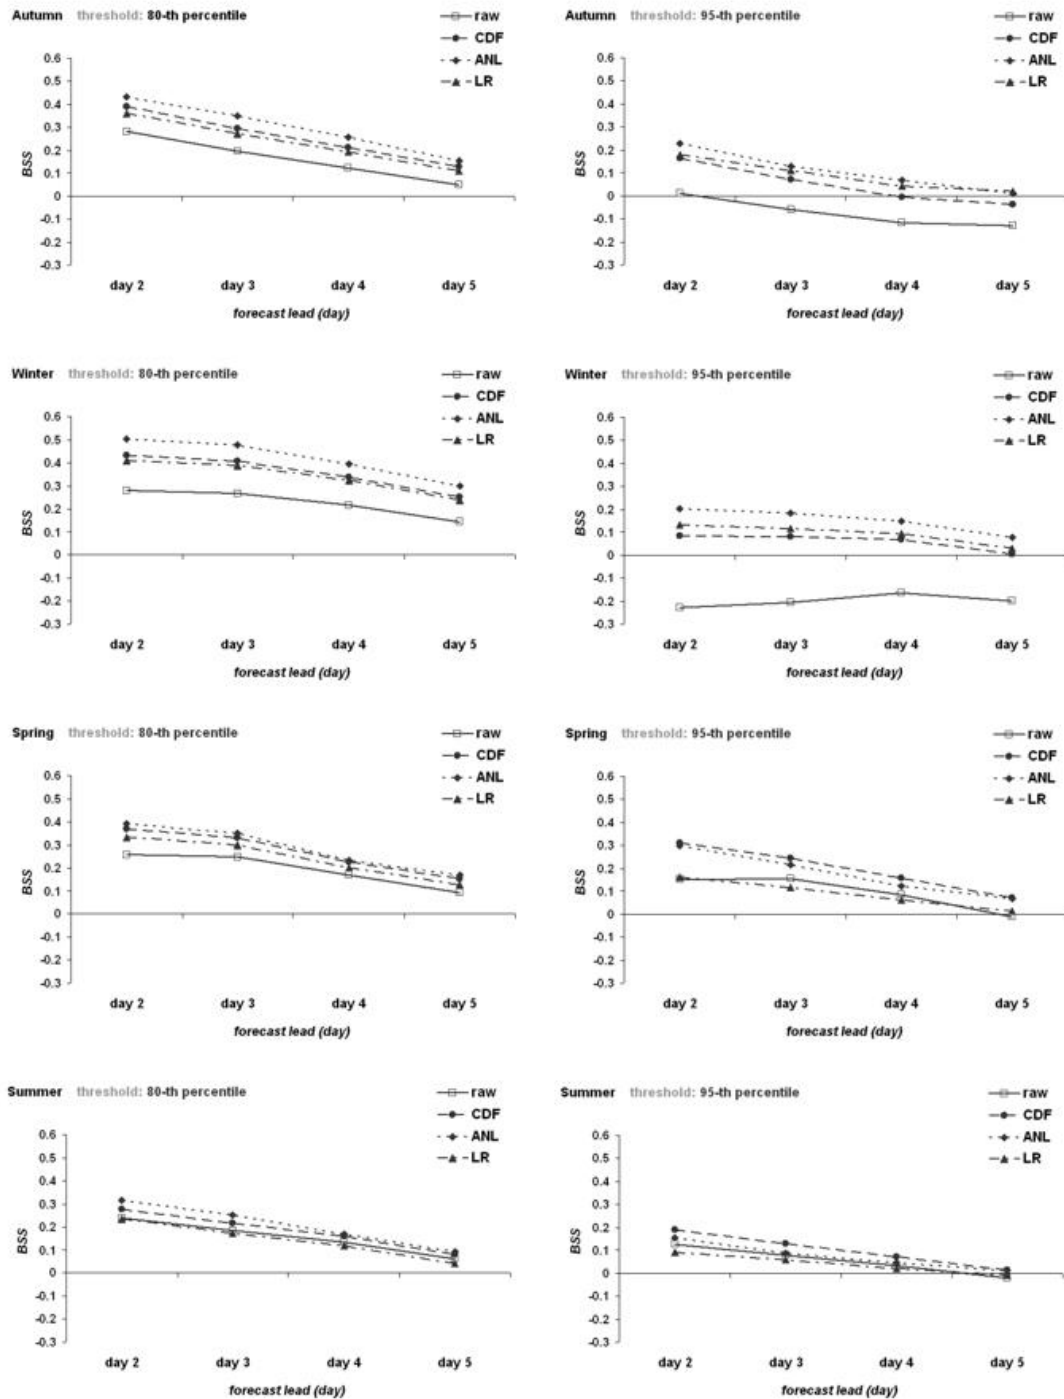 Autumn threshold: 80-th percentile
raw
CDF
ANL
LR
0.6
0.5
0.4
0.3
0.2
0.1
0
-0.1
-0.2
-0.3
BSS
day 2 day 3 day 4 day 5
forecast lead (day)
Autumn threshold: 95-th percentile
raw
CDF
ANL
LR
0.6
0.5
0.4
0.3
0.2
0.1
0
-0.1
-0.2
-0.3
BSS
day 2 day 3 day 4 day 5
forecast lead (day)
Winter threshold: 80-th percentile
raw
CDF
ANL
LR
0.6
0.5
0.4
0.3
0.2
0.1
0
-0.1
-0.2
-0.3
BSS
day 2 day 3 day 4 day 5
forecast lead (day)
Winter threshold: 95-th percentile
raw
CDF
ANL
LR
0.6
0.5
0.4
0.3
0.2
0.1
0
-0.1
-0.2
-0.3
BSS
day 2 day 3 day 4 day 5
forecast lead (day)
Spring threshold: 80-th percentile
raw
CDF
ANL
LR
0.6
0.5
0.4
0.3
0.2
0.1
0
-0.1
-0.2
-0.3
BSS
day 2 day 3 day 4 day 5
forecast lead (day)
Spring threshold: 95-th percentile
raw
CDF
ANL
LR
0.6
0.5
0.4
0.3
0.2
0.1
0
-0.1
-0.2
-0.3
BSS
day 2 day 3 day 4 day 5
forecast lead (day)
Summer threshold: 80-th percentile
raw
CDF
ANL
LR
0.6
0.5
0.4
0.3
0.2
0.1
0
-0.1
-0.2
-0.3
BSS
day 2 day 3 day 4 day 5
forecast lead (day)
Summer threshold: 95-th percentile
raw
CDF
ANL
LR
0.6
0.5
0.4
0.3
0.2
0.1
0
-0.1
-0.2
-0.3
BSS
day 2 day 3 day 4 day 5
forecast lead (day)